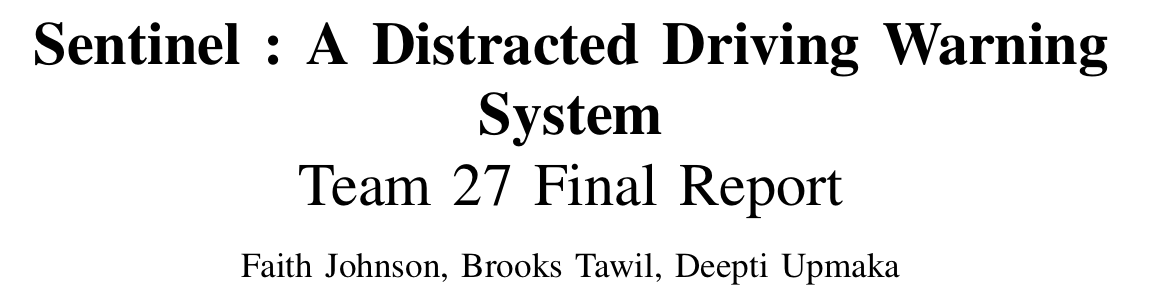 Sentinel : A Distracted Driving Warning
System
Team 27 Final Report
Faith Johnson, Brooks Tawil, Deepti Upmaka